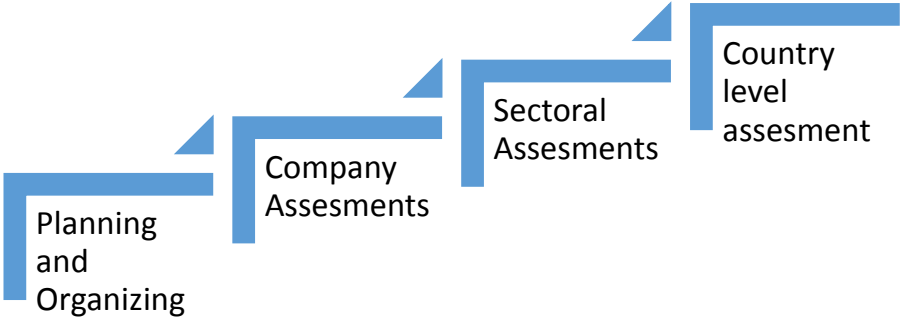 Planning
and
Organizing
Company
Assesments
Sectoral
Assesments
Country
level
assesment